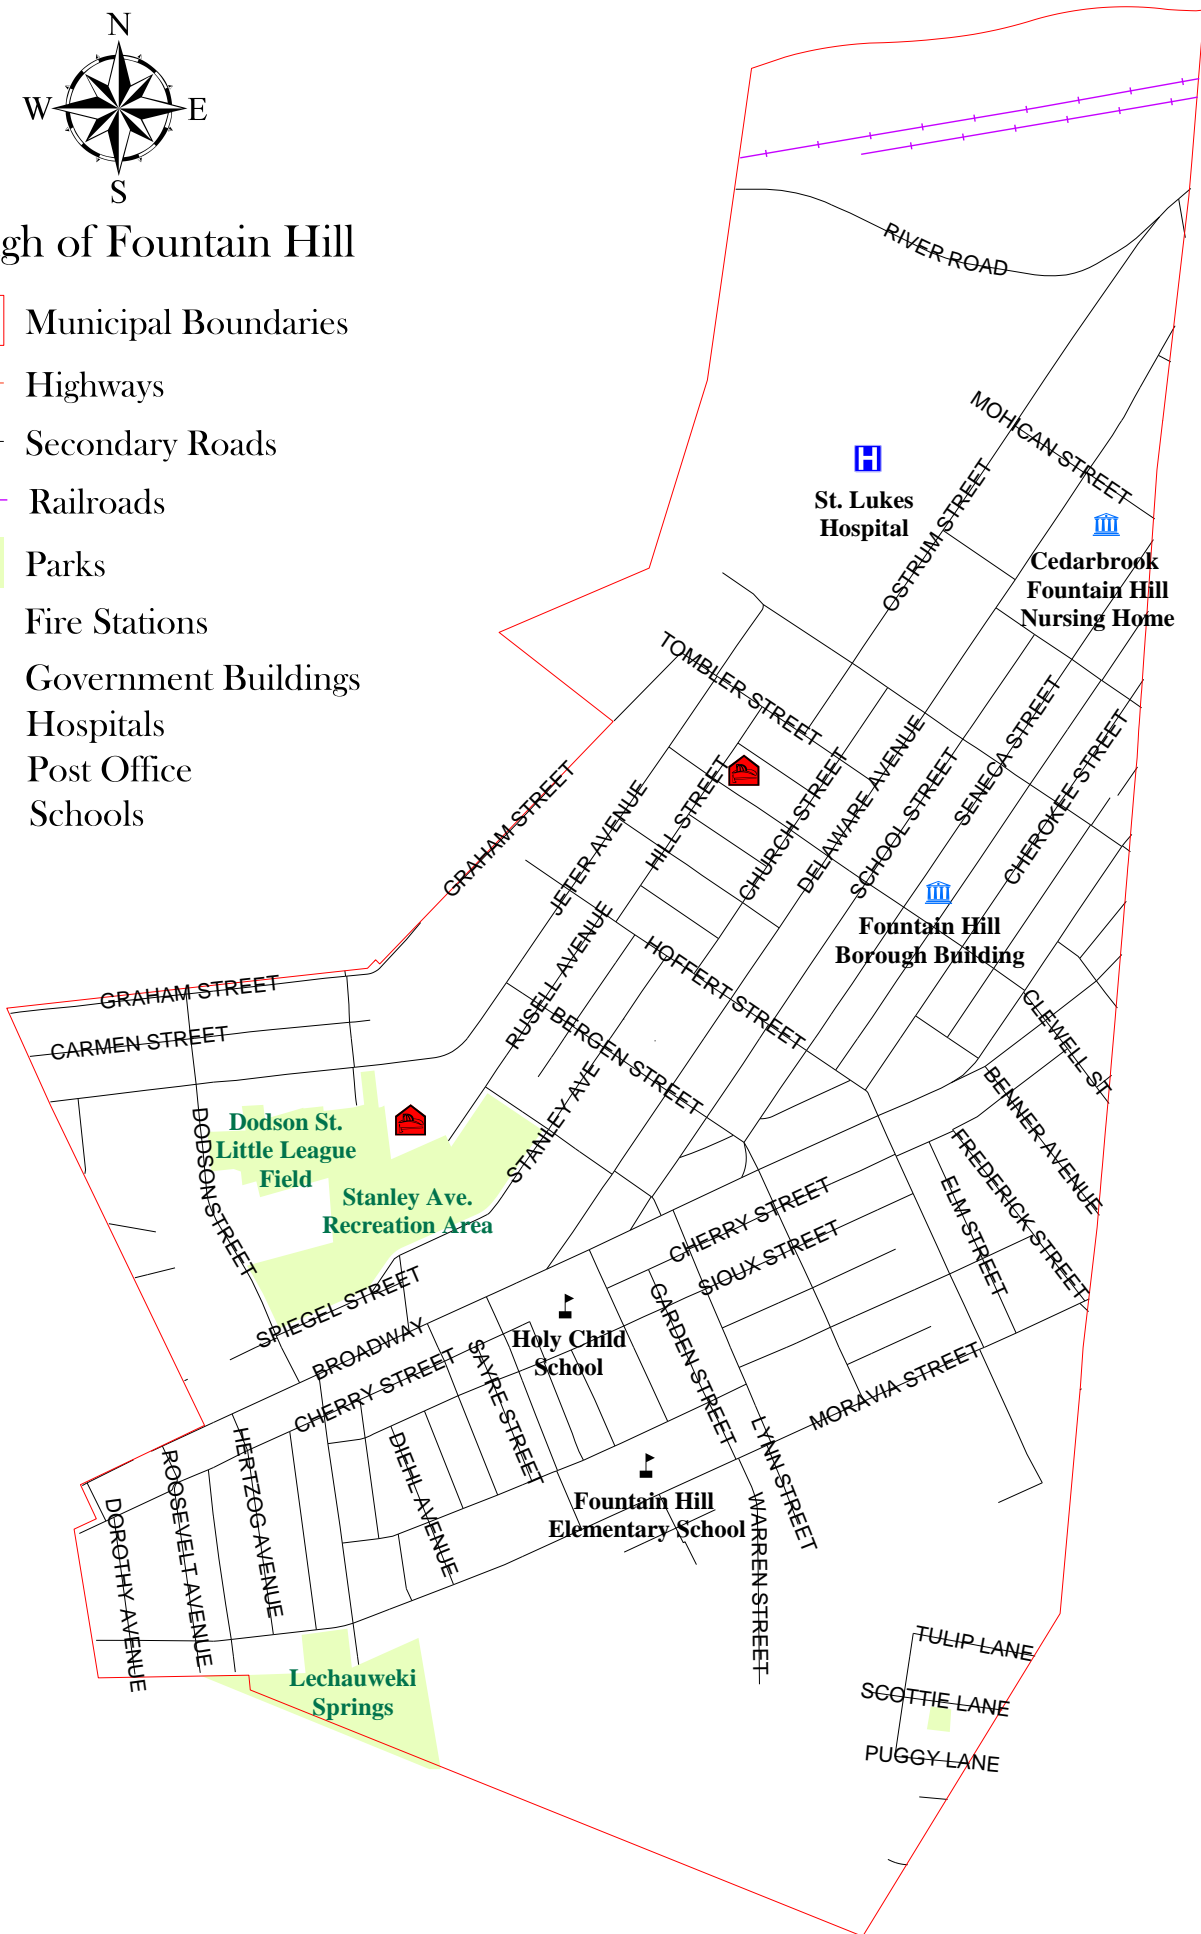 N
W
E
S
gh of Fountain Hill
Municipal Boundaries
Highways
Secondary Roads
Railroads
Parks
Fire Stations
Government Buildings
Hospitals
Post Office
Schools
RIVER ROAD
MOHICAN STREET
H
St. Lukes
Hospital
OSTRUM STREET
Cedarbrook
Fountain Hill
Nursing Home
TOMBLER STREET
SENECA STREET
CHEROKEE STREET
DELAWARE AVENUE
SCHOOL STREET
CHURCH STREET
HILL STREET
JETER AVENUE
GRAHAM STREET
Fountain Hill
Borough Building
RUSELL AVENUE
HOFFERT STREET
GRAHAM STREET
CARMEN STREET
BERGEN STREET
CLEWELL ST
STANLEY AVE
BENNER AVENUE
FREDERICK STREET
ELM STREET
DODSON STREET
Dodson St.
Little League
Field
Stanley Ave.
Recreation Area
CHERRY STREET
SIOUX STREET
SPIEGEL STREET
BROADWAY
CHERRY STREET
Holy Child
School
SAYRE STREET
GARDEN STREET
MORAVIA STREET
LYNN STREET
DIEHL AVENUE
HERTZOG AVENUE
ROOSEVELT AVENUE
DOROTHY AVENUE
Fountain Hill
Elementary School
WARREN STREET
TULIP LANE
SCOTTIE LANE
PUGGY LANE
Lechauweki
Springs